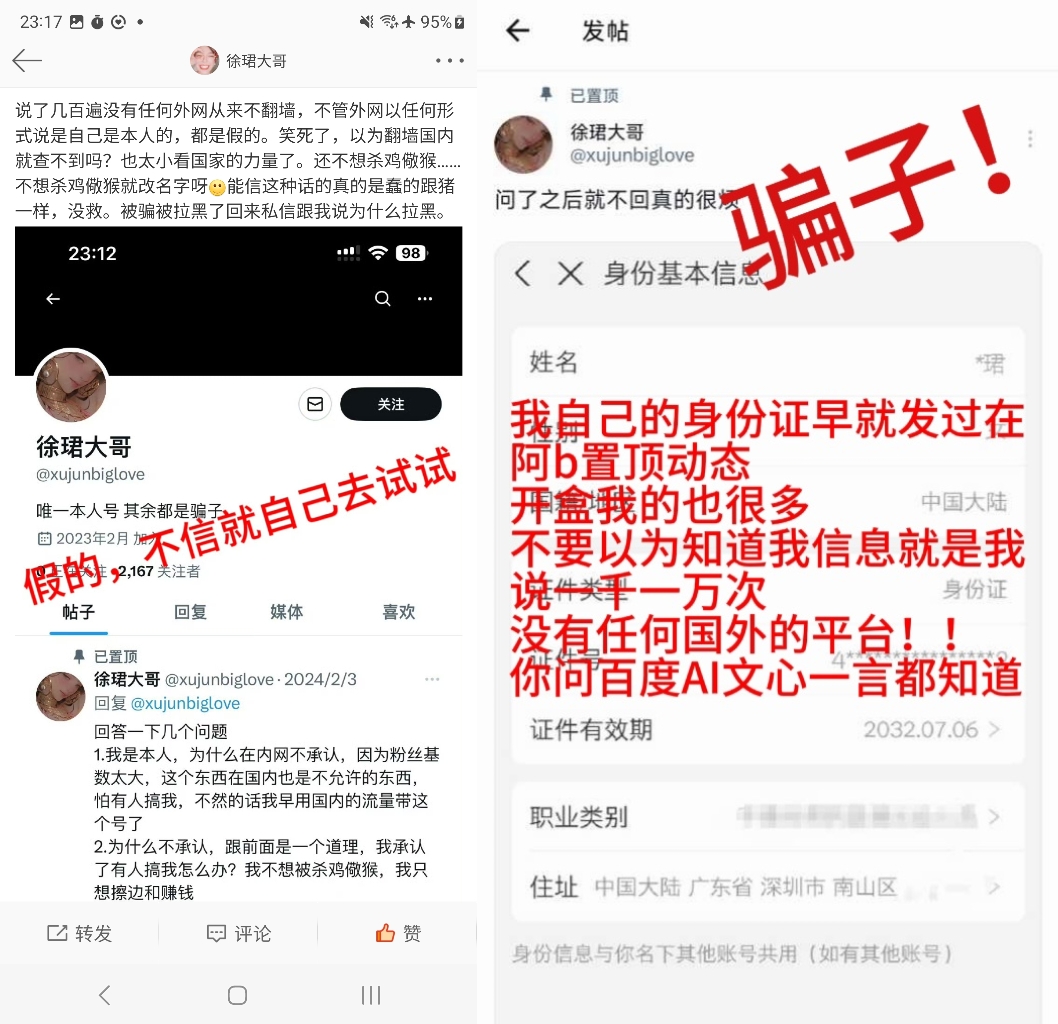 23:17
95%
徐珺大哥
说了几百遍没有任何外网从来不翻墙，不管外网以任何形
式说是自己是本人的，都是假的。笑死了，以为翻墙国内
就查不到吗？也太小看国家的力量了。还不想杀鸡儆猴......
不想杀鸡儆猴就改名字呀😶能信这种话的真的是蠢的跟猪
一样，没救。被骗被拉黑了回来私信跟我说为什么拉黑。
23:12
98
关注
徐珺大哥
@xujunbiglove
唯一本人号 其余都是骗子
2023年2月 加入
0 正在关注 2,167 关注者
假的，不信就自己去试试
帖子 回复 媒体 喜欢
已置顶
徐珺大哥 @xujunbiglove · 2024/2/3
回复 @xujunbiglove
回答一下几个问题
1.我是本人，为什么在内网不承认，因为粉丝基
数太大，这个东西在国内也是不允许的东西，
怕有人搞我，不然的话我早用国内的流量带这
个号了
2.为什么不承认，跟前面是一个道理，我承认
了有人搞我怎么办？我不想被杀鸡儆猴，我只
想擦边和赚钱
转发 评论 赞
发帖
已置顶
徐珺大哥
@xujunbiglove
问了之后就不回真的很烦
骗子！
身份基本信息
姓名 *珺
性别
国籍/地区 中国大陆
证件类型 身份证
证件号
我自己的身份证早就发过在
阿b置顶动态
开盒我的也很多
不要以为知道我信息就是我
说一千一万次
没有任何国外的平台！！
你问百度AI文心一言都知道
证件有效期 2032.07.06
职业类别
住址 中国大陆 广东省 深圳市 南山区
身份信息与你名下其他账号共用（如有其他账号）